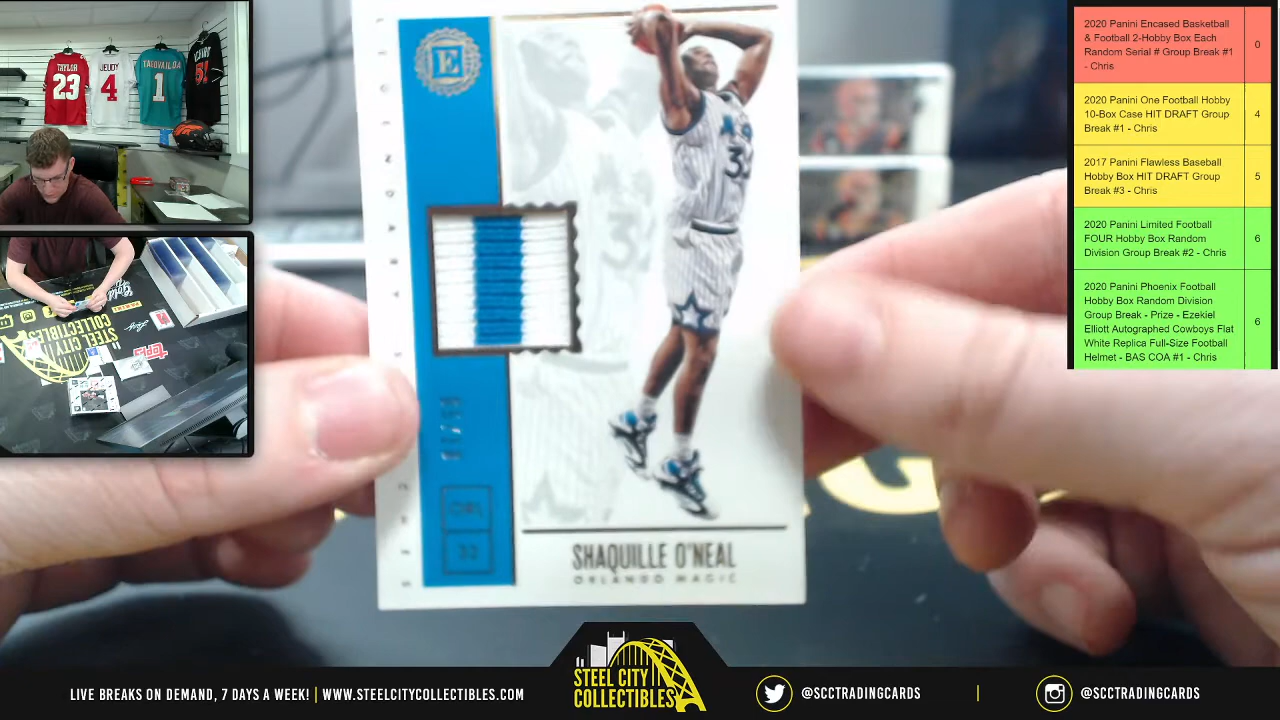 TAYLOR
23
JEUDY
4
TAGOVAILOA
1
STEEL CITY
COLLECTIBLES
E
32
SHAQUILLE O'NEAL
ORLANDO MAGIC
2020 Panini Encased Basketball
& Football 2-Hobby Box Each
Random Serial # Group Break #1
- Chris
0
2020 Panini One Football Hobby
10-Box Case HIT DRAFT Group
Break #1 - Chris
4
2017 Panini Flawless Baseball
Hobby Box HIT DRAFT Group
Break #3 - Chris
5
2020 Panini Limited Football
FOUR Hobby Box Random
Division Group Break #2 - Chris
6
2020 Panini Phoenix Football
Hobby Box Random Division
Group Break - Prize - Ezekiel
Elliott Autographed Cowboys Flat
White Replica Full-Size Football
Helmet - BAS COA #1 - Chris
6
LIVE BREAKS ON DEMAND, 7 DAYS A WEEK! | WWW.STEELCITYCOLLECTIBLES.COM
STEEL CITY
COLLECTIBLES
@SCCTRADINGCARDS
@SCCTRADINGCARDS